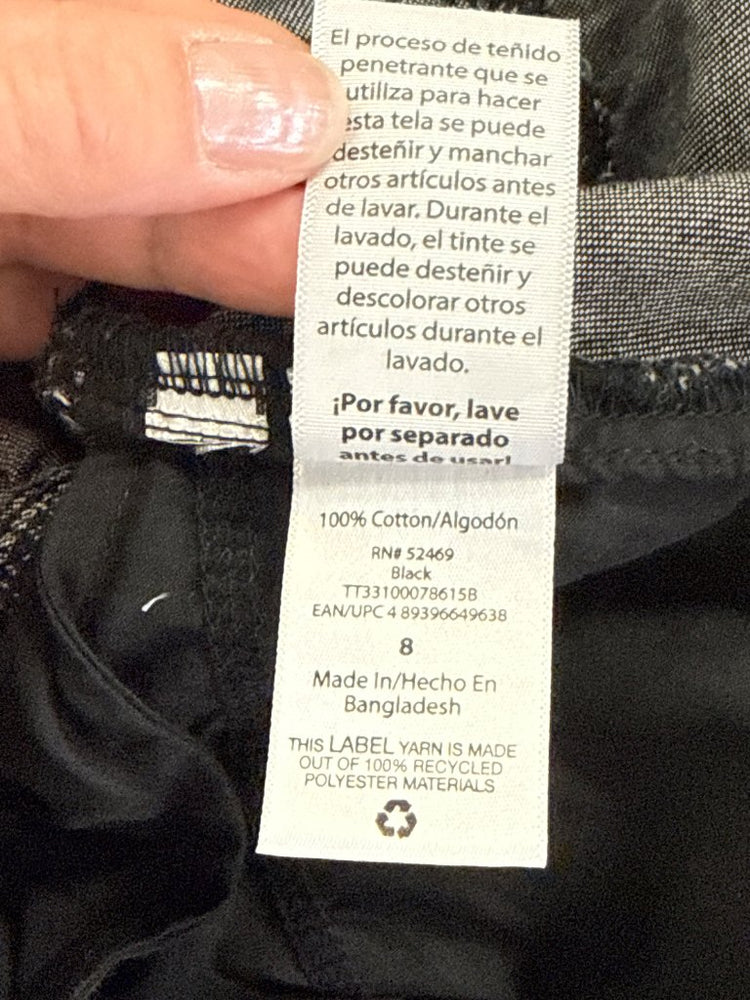 El proceso de teñido
penetrante que se
utiliza para hacer
esta tela se puede
desteñir y manchar
otros artículos antes
de lavar. Durante el
lavado, el tinte se
puede desteñir y
descolorar otros
artículos durante el
lavado.
¡Por favor, lave
por separado
antes de usar!
100% Cotton/Algodón
RN# 52469
Black
TT33100078615B
EAN/UPC 4 89396649638
8
Made In/Hecho En
Bangladesh
THIS LABEL YARN IS MADE
OUT OF 100% RECYCLED
POLYESTER MATERIALS